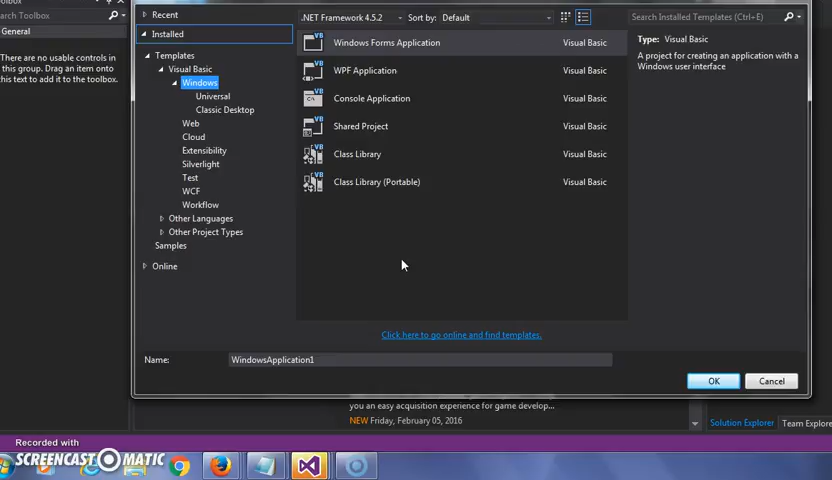 Recent
.NET Framework 4.5.2
Sort by: Default
Search Installed Templates (Ctrl+E)
earch Toolbox
General
There are no usable controls in
this group. Drag an item onto
this text to add it to the toolbox.
Installed
Templates
Visual Basic
Windows
Universal
Classic Desktop
Web
Cloud
Extensibility
Silverlight
Test
WCF
Workflow
Other Languages
Other Project Types
Samples
Online
VB Windows Forms Application Visual Basic
VB WPF Application Visual Basic
VB Console Application Visual Basic
VB Shared Project Visual Basic
VB Class Library Visual Basic
VB Class Library (Portable) Visual Basic
Type: Visual Basic
A project for creating an application with a
Windows user interface
Click here to go online and find templates.
Name: WindowsApplication1
OK Cancel
you an easy acquisition experience for game develop...
NEW Friday, February 05, 2016
Solution Explorer Team Explore
Recorded with
SCREENCAST MATIC